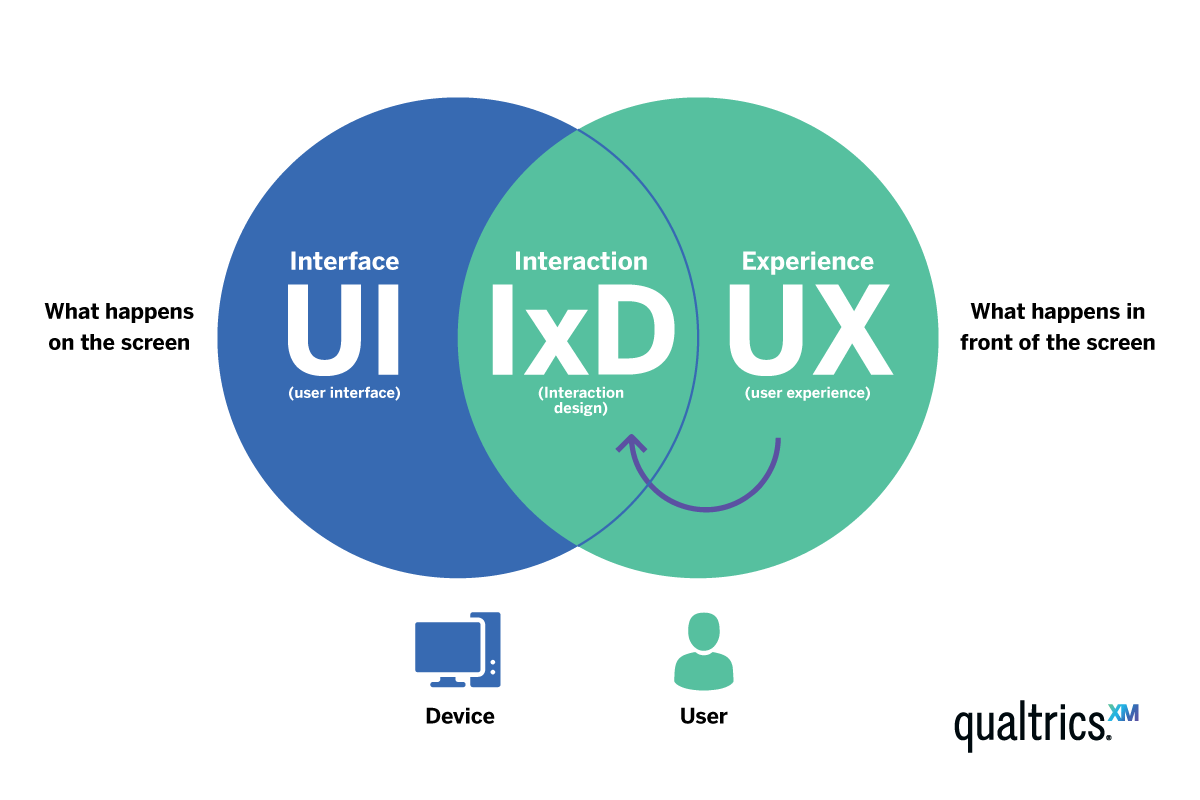 Interface
UI
(user interface)
Interaction
IxD
(Interaction
design)
Experience
UX
(user experience)
What happens
on the screen
What happens in
front of the screen
Device
User
qualtrics.XM
®